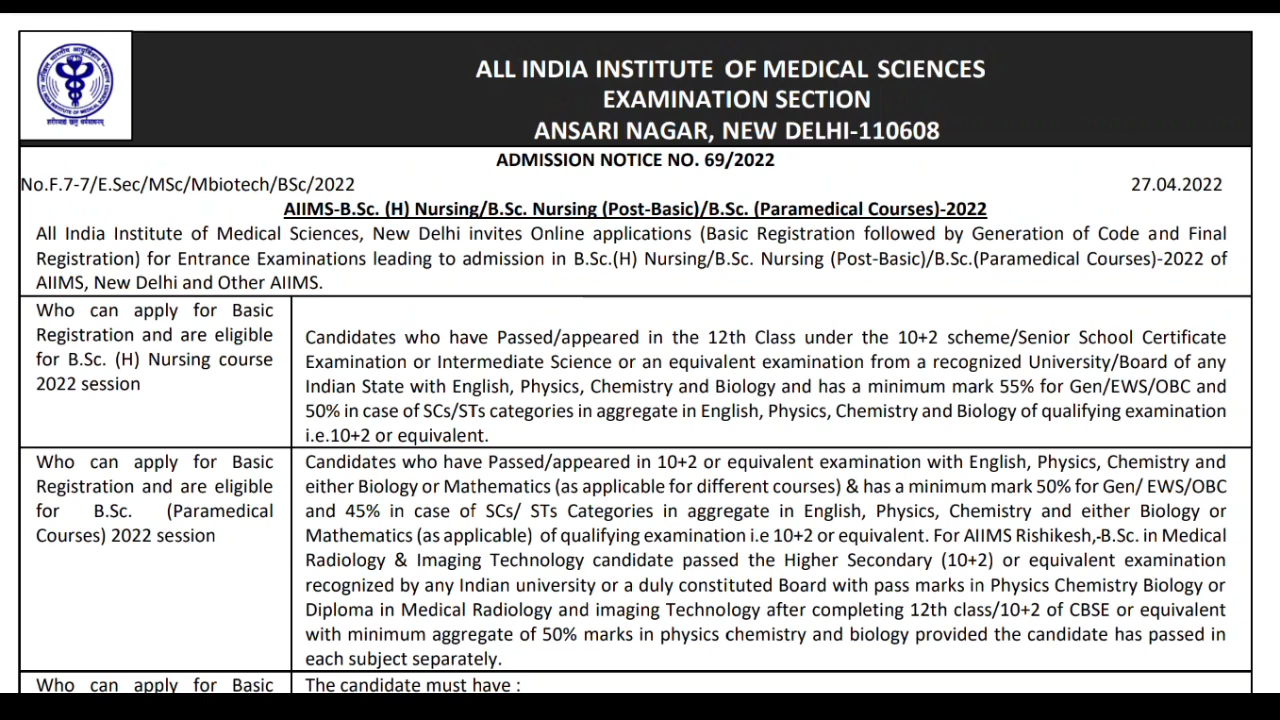 ALL INDIA INSTITUTE OF MEDICAL SCIENCES
EXAMINATION SECTION
ANSARI NAGAR, NEW DELHI-110608
ADMISSION NOTICE NO. 69/2022
No.F.7-7/E.Sec/MSc/Mbiotech/BSc/2022 27.04.2022
AIIMS-B.Sc. (H) Nursing/B.Sc. Nursing (Post-Basic)/B.Sc. (Paramedical Courses)-2022
All India Institute of Medical Sciences, New Delhi invites Online applications (Basic Registration followed by Generation of Code and Final
Registration) for Entrance Examinations leading to admission in B.Sc.(H) Nursing/B.Sc. Nursing (Post-Basic)/B.Sc.(Paramedical Courses)-2022 of
AIIMS, New Delhi and Other AIIMS.
Who can apply for Basic
Registration and are eligible
for B.Sc. (H) Nursing course
2022 session
Candidates who have Passed/appeared in the 12th Class under the 10+2 scheme/Senior School Certificate
Examination or Intermediate Science or an equivalent examination from a recognized University/Board of any
Indian State with English, Physics, Chemistry and Biology and has a minimum mark 55% for Gen/EWS/OBC and
50% in case of SCs/STs categories in aggregate in English, Physics, Chemistry and Biology of qualifying examination
i.e.10+2 or equivalent.
Who can apply for Basic
Registration and are eligible
for B.Sc. (Paramedical
Courses) 2022 session
Candidates who have Passed/appeared in 10+2 or equivalent examination with English, Physics, Chemistry and
either Biology or Mathematics (as applicable for different courses) & has a minimum mark 50% for Gen/ EWS/OBC
and 45% in case of SCs/ STs Categories in aggregate in English, Physics, Chemistry and either Biology or
Mathematics (as applicable) of qualifying examination i.e 10+2 or equivalent. For AIIMS Rishikesh,-B.Sc. in Medical
Radiology & Imaging Technology candidate passed the Higher Secondary (10+2) or equivalent examination
recognized by any Indian university or a duly constituted Board with pass marks in Physics Chemistry Biology or
Diploma in Medical Radiology and imaging Technology after completing 12th class/10+2 of CBSE or equivalent
with minimum aggregate of 50% marks in physics chemistry and biology provided the candidate has passed in
each subject separately.
Who can apply for Basic
The candidate must have :